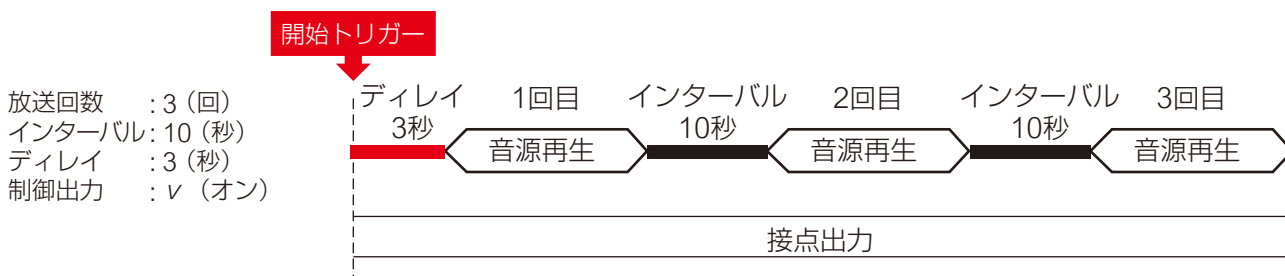 開始トリガー
放送回数 : 3（回）
インターバル : 10（秒）
ディレイ : 3（秒）
制御出力 : v（オン）
ディレイ 1回目 インターバル 2回目 インターバル 3回目
3秒 10秒 10秒
音源再生 音源再生 音源再生
接点出力